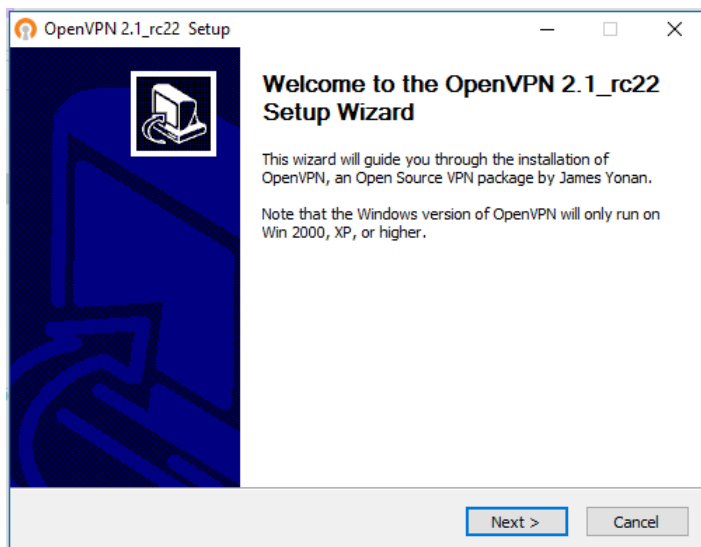 OpenVPN 2.1_rc22 Setup
Welcome to the OpenVPN 2.1_rc22
Setup Wizard
This wizard will guide you through the installation of
OpenVPN, an Open Source VPN package by James Yonan.
Note that the Windows version of OpenVPN will only run on
Win 2000, XP, or higher.
Next >
Cancel